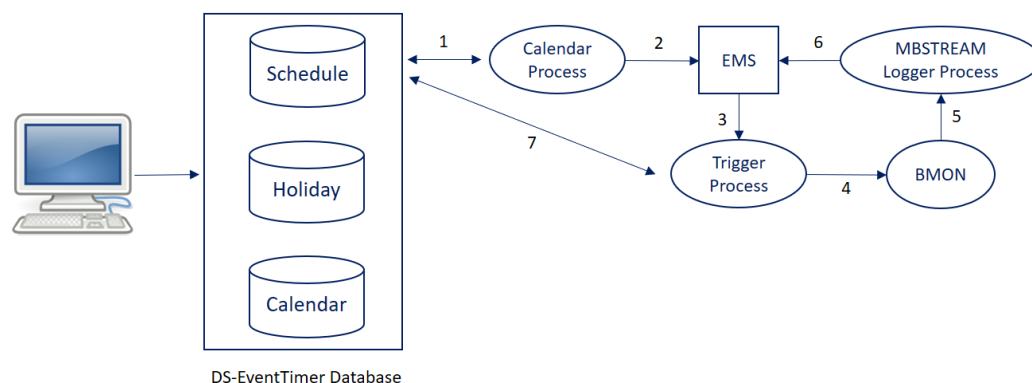 1
Calendar
Process
2
EMS
6
MBSTREAM
Logger Process
Schedule
3
5
7
Holiday
Trigger
Process
4
BMON
Calendar
DS-EventTimer Database